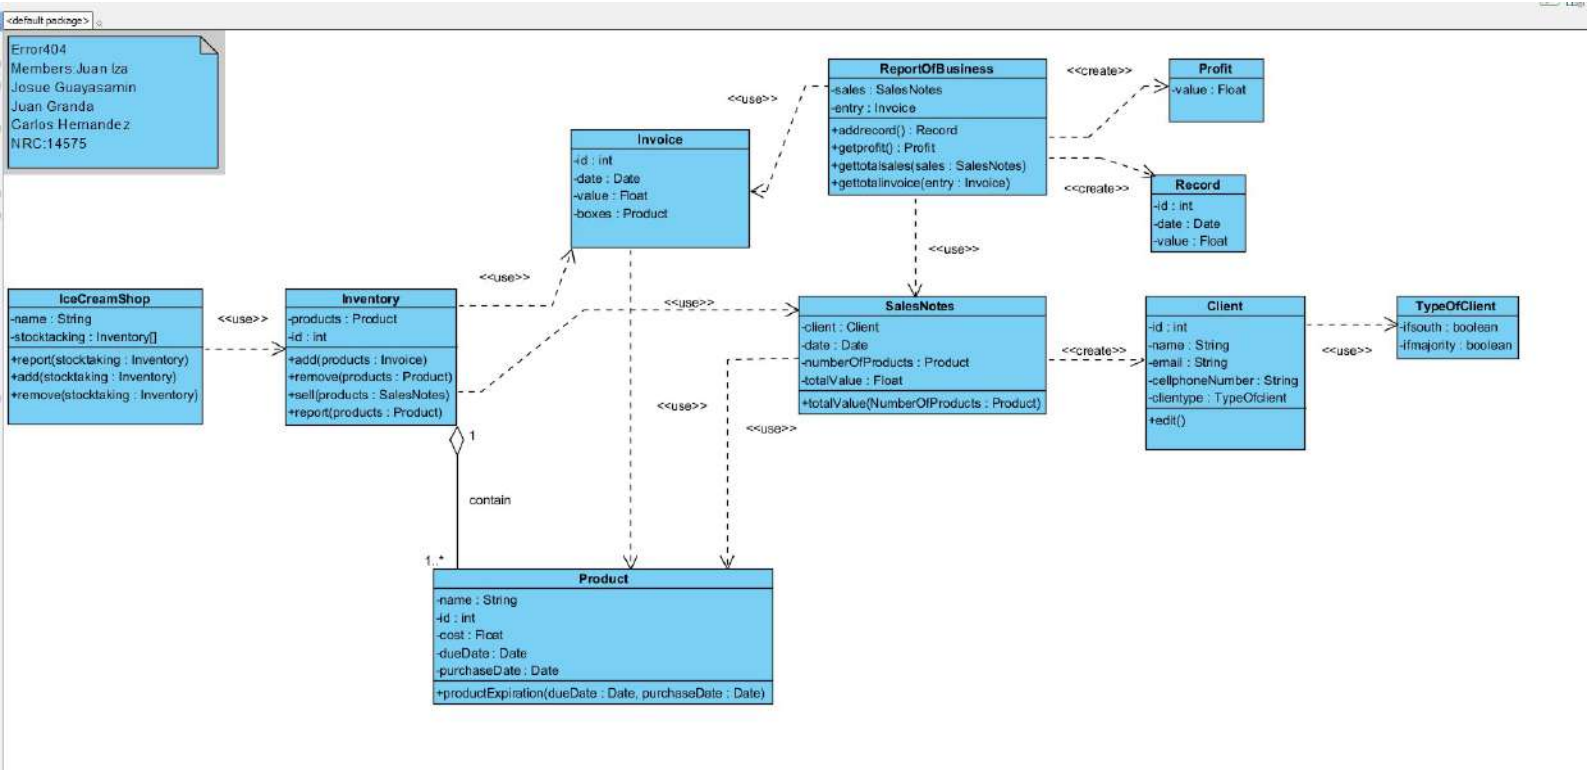 <default package>
Error404
Members:Juan Iza
Josue Guayasamin
Juan Granda
Carlos Hernandez
NRC:14575
ReportOfBusiness
-sales : SalesNotes
-entry : Invoice
+addrecord() : Record
+getprofit() : Profit
+gettotalsales(sales : SalesNotes)
+gettotalinvoice(entry : Invoice)
<<create>>
Profit
-value : Float
<<use>>
Invoice
-id : int
-date : Date
-value : Float
-boxes : Product
<<create>>
Record
-id : int
-date : Date
-value : Float
<<use>>
<<use>>
IceCreamShop
-name : String
-stocktacking : Inventory[]
+report(stocktaking : Inventory)
+add(stocktaking : Inventory)
+remove(stocktaking : Inventory)
<<use>>
Inventory
-products : Product
-id : int
+add(products : Invoice)
+remove(products : Product)
+sell(products : SalesNotes)
+report(products : Product)
<<use>>
SalesNotes
-client : Client
-date : Date
-numberOfProducts : Product
-totalValue : Float
+totalValue(NumberOfProducts : Product)
<<create>>
Client
-id : int
-name : String
-email : String
-cellphoneNumber : String
-clientype : TypeOfclient
+edit()
<<use>>
TypeOfClient
-ifsouth : boolean
-ifmajority : boolean
<<use>>
<<use>>
1
contain
1..*
Product
-name : String
-id : int
-cost : Float
-dueDate : Date
-purchaseDate : Date
+productExpiration(dueDate : Date, purchaseDate : Date)